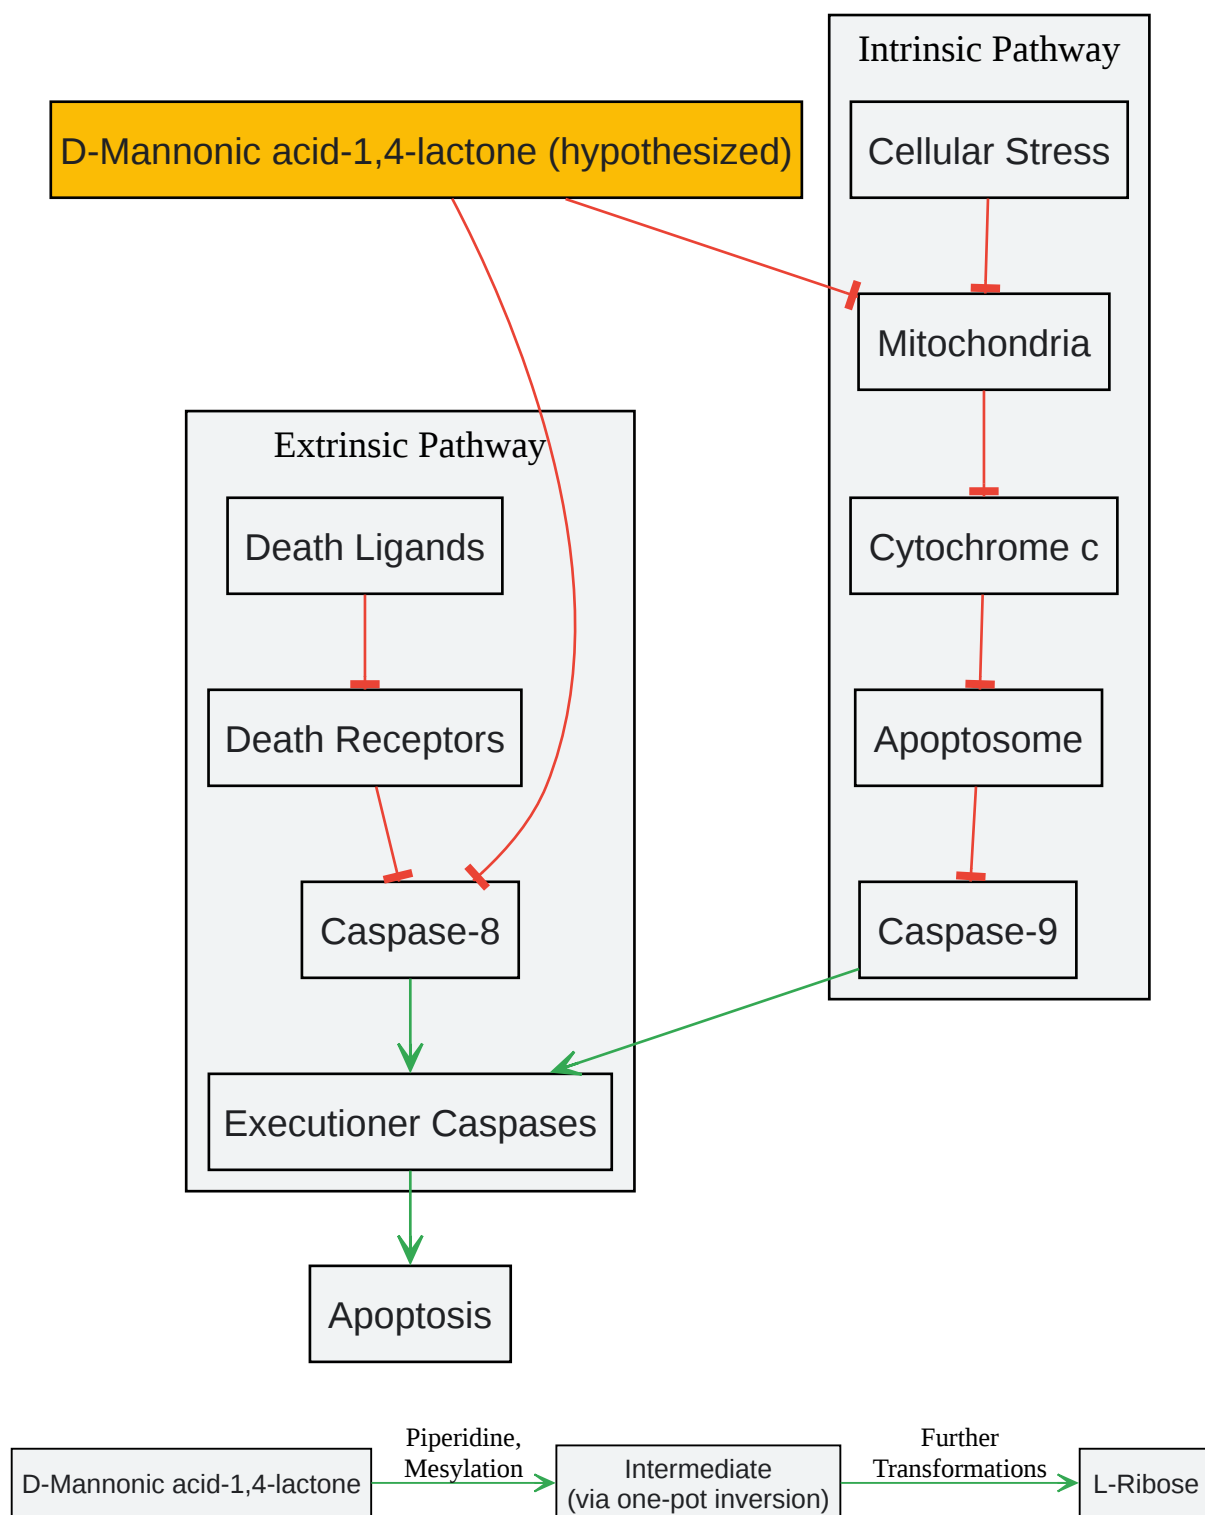 Intrinsic Pathway
D-Mannonic acid-1,4-lactone (hypothesized)
Cellular Stress
Mitochondria
Extrinsic Pathway
Death Ligands
Cytochrome c
Death Receptors
Apoptosome
Caspase-8
Caspase-9
Executioner Caspases
Apoptosis
D-Mannonic acid-1,4-lactone
Piperidine,
Mesylation
Intermediate
(via one-pot inversion)
Further
Transformations
L-Ribose